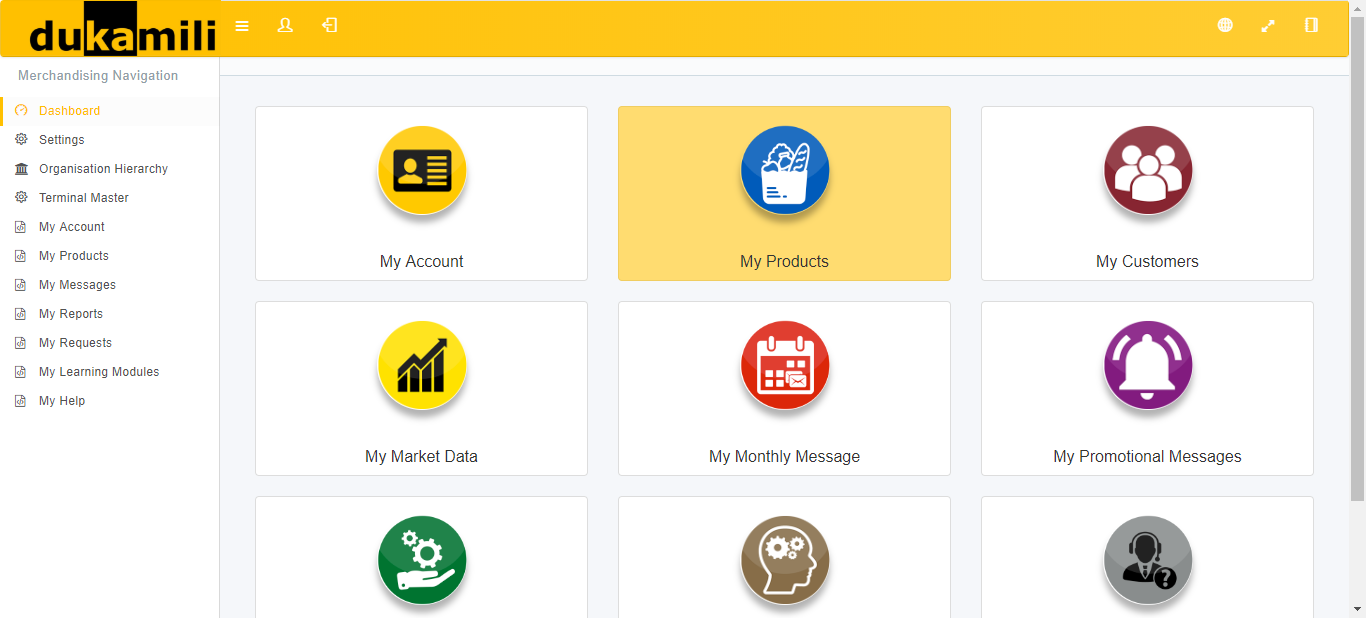 dukamili
Merchandising Navigation
Dashboard
Settings
Organisation Hierarchy
Terminal Master
My Account
My Products
My Messages
My Reports
My Requests
My Learning Modules
My Help
My Account
My Products
My Customers
My Market Data
My Monthly Message
My Promotional Messages
?